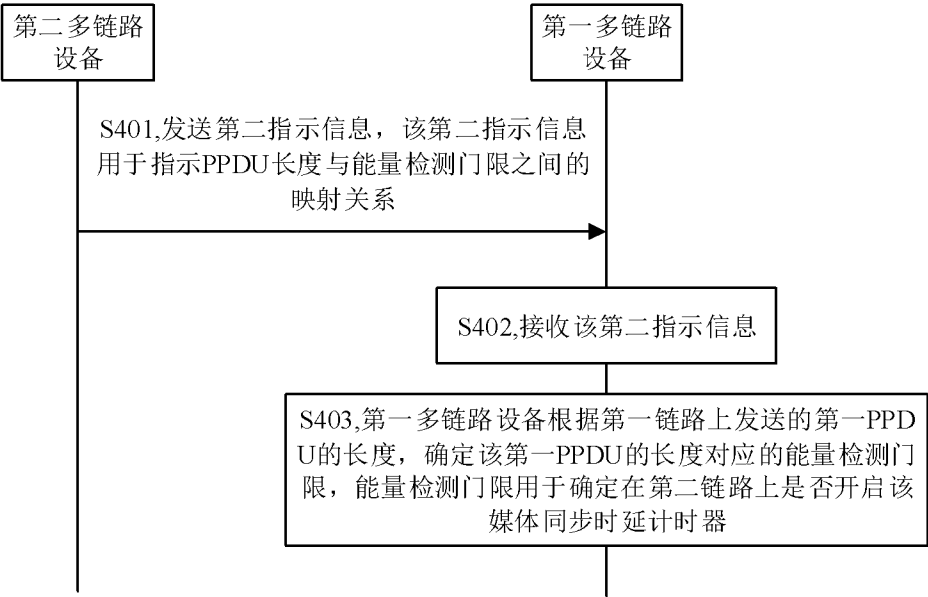 第二多链路
设备
第一多链路
设备
S401,发送第二指示信息，该第二指示信息
用于指示PPDU长度与能量检测门限之间的
映射关系
S402,接收该第二指示信息
S403,第一多链路设备根据第一链路上发送的第一PPD
U的长度，确定该第一PPDU的长度对应的能量检测门
限，能量检测门限用于确定在第二链路上是否开启该
媒体同步时延计时器